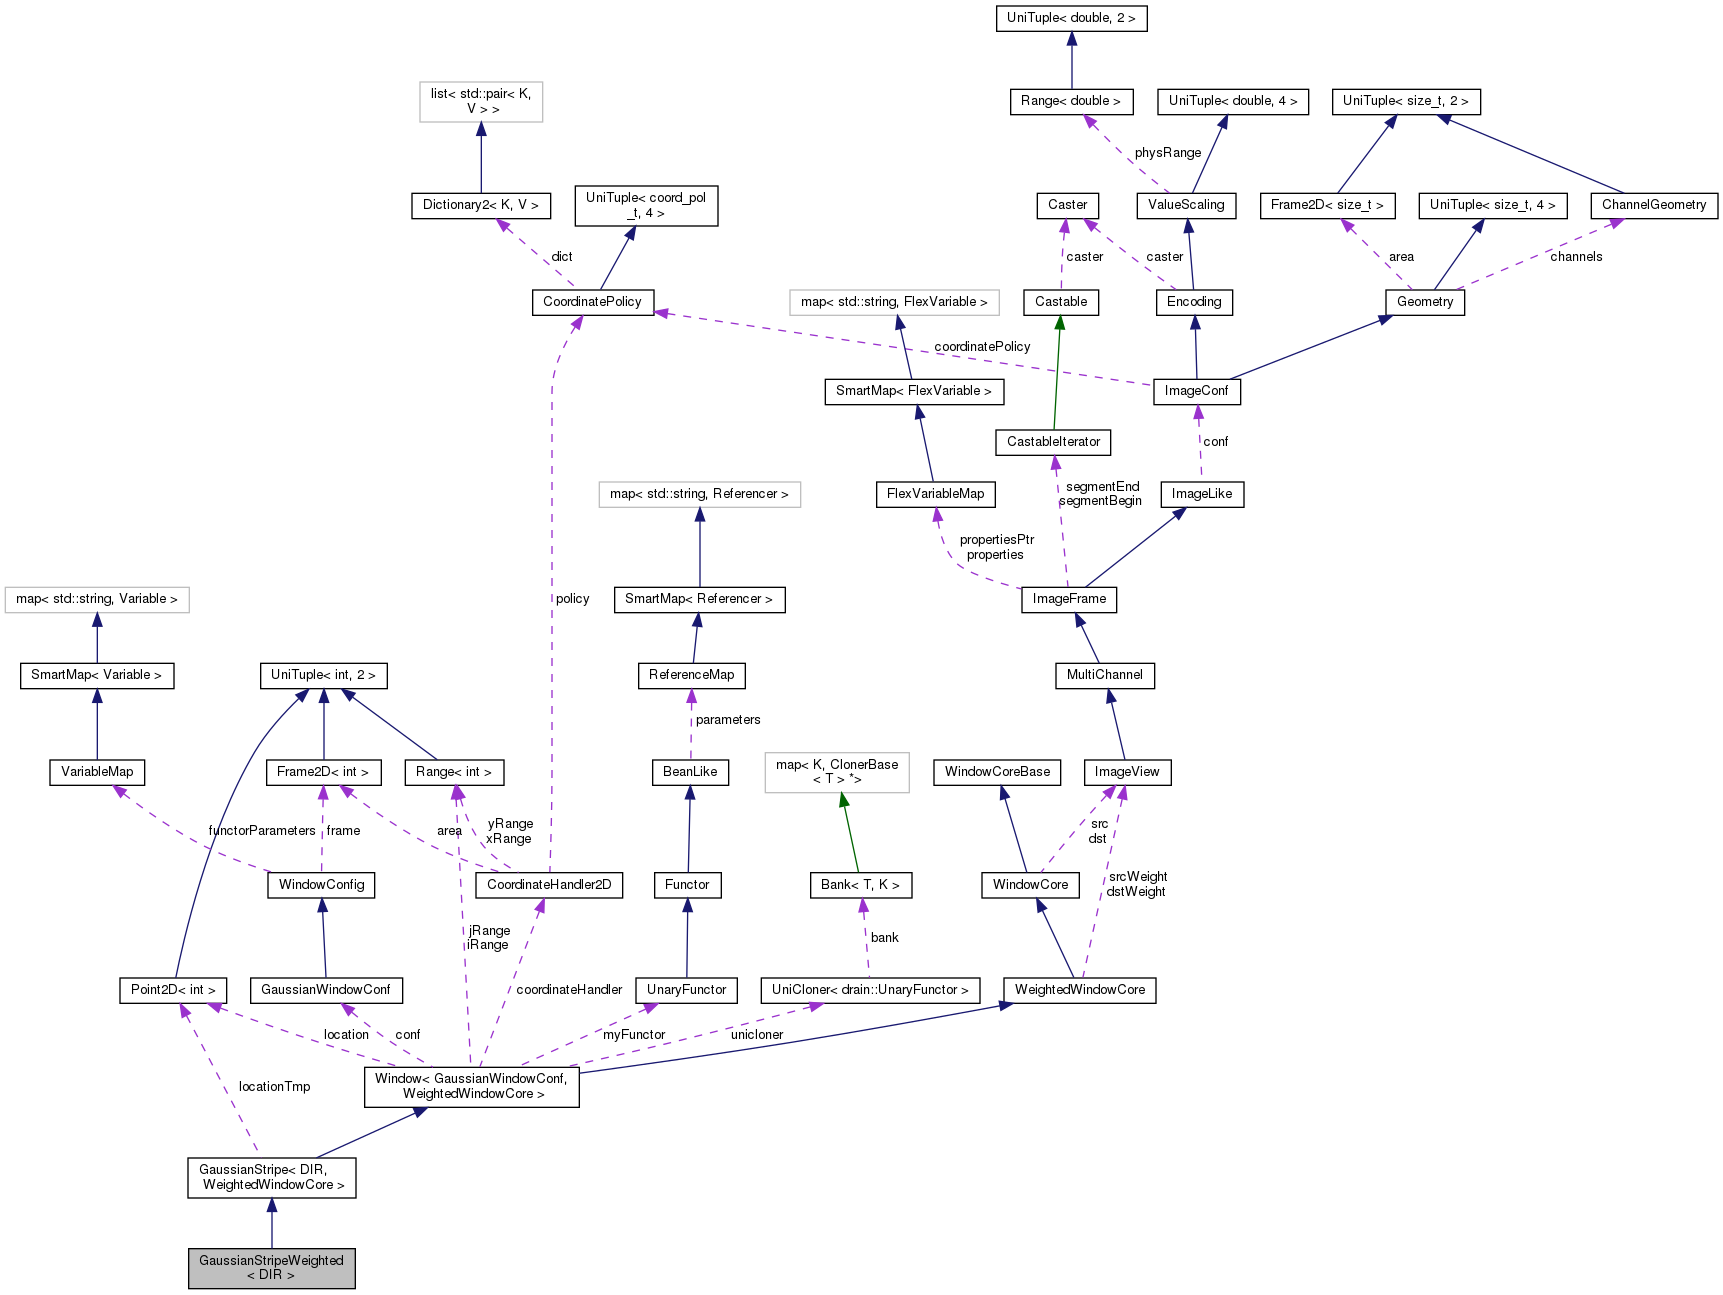 UniTuple< double, 2 >
list< std::pair< K,
V > >
Range< double >
UniTuple< double, 4 >
UniTuple< size_t, 2 >
physRange
Dictionary2< K, V >
UniTuple< coord_pol
_t, 4 >
Caster
ValueScaling
Frame2D< size_t >
UniTuple< size_t, 4 >
ChannelGeometry
dict
caster
caster
area
channels
CoordinatePolicy
map< std::string, FlexVariable >
Castable
Encoding
Geometry
coordinatePolicy
SmartMap< FlexVariable >
ImageConf
CastableIterator
conf
map< std::string, Referencer >
FlexVariableMap
segmentEnd
segmentBegin
ImageLike
propertiesPtr
properties
map< std::string, Variable >
policy
SmartMap< Referencer >
ImageFrame
SmartMap< Variable >
UniTuple< int, 2 >
ReferenceMap
MultiChannel
parameters
VariableMap
Frame2D< int >
Range< int >
BeanLike
map< K, ClonerBase
< T > *>
WindowCoreBase
ImageView
functorParameters
frame
area
yRange
xRange
src
dst
WindowConfig
CoordinateHandler2D
Functor
Bank< T, K >
WindowCore
srcWeight
dstWeight
jRange
iRange
bank
Point2D< int >
GaussianWindowConf
coordinateHandler
UnaryFunctor
UniCloner< drain::UnaryFunctor >
WeightedWindowCore
location
conf
myFunctor
unicloner
locationTmp
Window< GaussianWindowConf,
WeightedWindowCore >
GaussianStripe< DIR,
WeightedWindowCore >
GaussianStripeWeighted
< DIR >